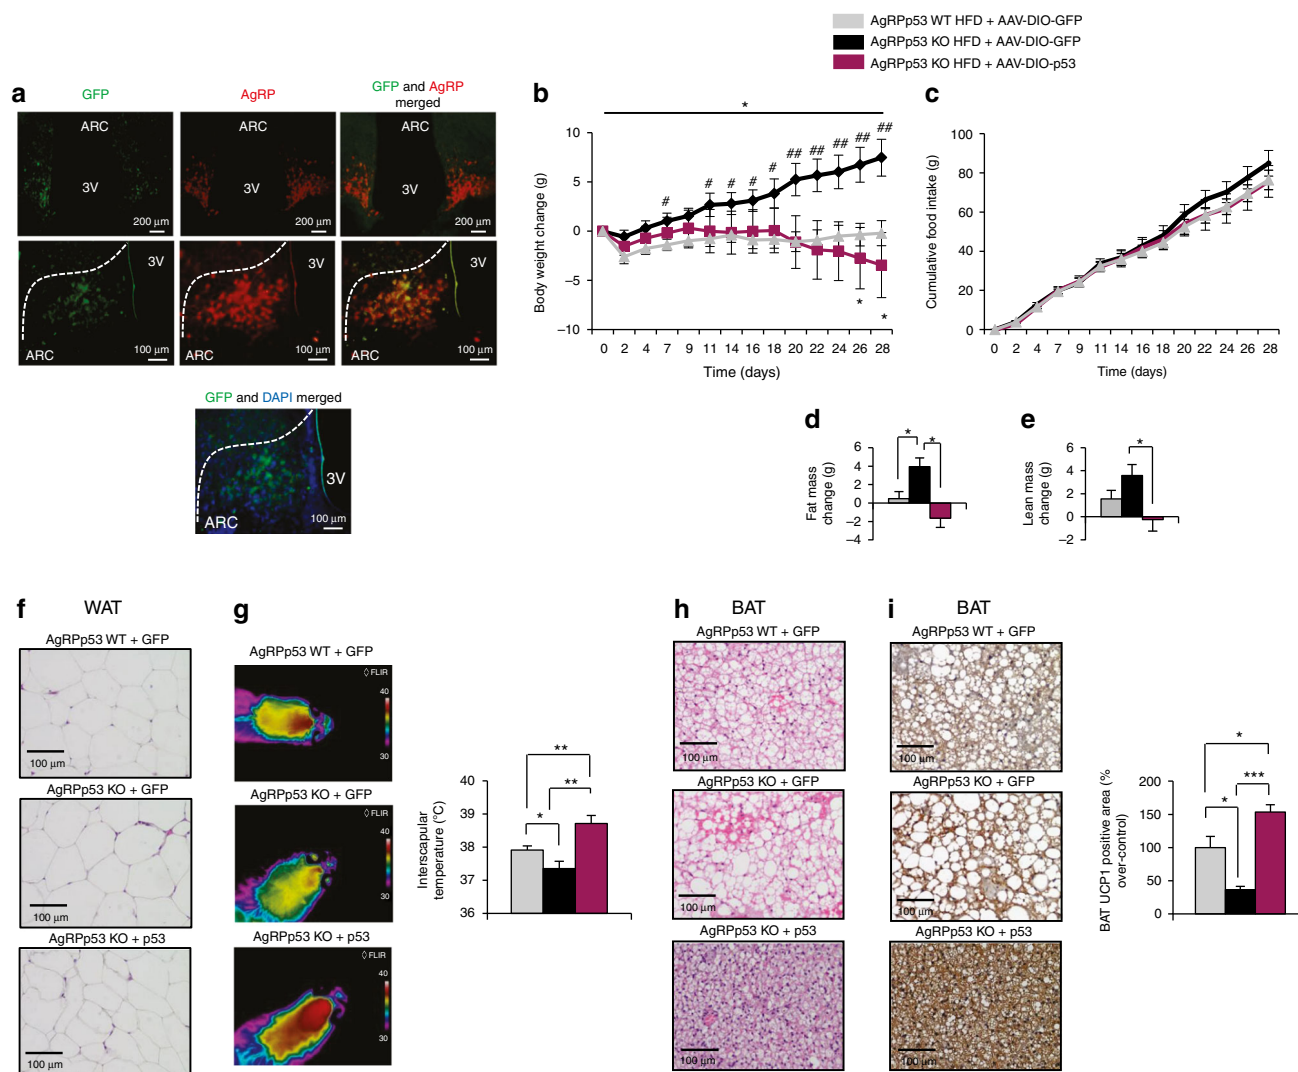 AgRPp53 WT HFD + AAV-DIO-GFP
AgRPp53 KO HFD + AAV-DIO-GFP
AgRPp53 KO HFD + AAV-DIO-p53
a
GFP
AgRP
GFP and AgRP
merged
ARC
3V
200 µm
ARC
3V
200 µm
ARC
3V
200 µm
3V
ARC
100 µm
3V
ARC
100 µm
3V
ARC
100 µm
GFP and DAPI merged
3V
ARC
100 µm
b
*
Body weight change (g)
10
5
0
–5
–10
# # # # # ## ## ## ## ##
* *
0 2 4 7 9 11 14 16 18 20 22 24 26 28
Time (days)
c
Cumulative food intake (g)
100
80
60
40
20
0
0 2 4 7 9 11 14 16 18 20 22 24 26 28
Time (days)
d
Fat mass
change (g)
6
4
2
0
–2
–4
* *
e
Lean mass
change (g)
6
4
2
0
–2
*
f
WAT
AgRPp53 WT + GFP
100 µm
AgRPp53 KO + GFP
100 µm
AgRPp53 KO + p53
100 µm
g
AgRPp53 WT + GFP
◊ FLIR
40
30
AgRPp53 KO + GFP
◊ FLIR
40
30
AgRPp53 KO + p53
◊ FLIR
40
30
Interscapular
temperature (°C)
40
39
38
37
36
**
**
*
h
BAT
AgRPp53 WT + GFP
100 µm
AgRPp53 KO + GFP
100 µm
AgRPp53 KO + p53
100 µm
i
BAT
AgRPp53 WT + GFP
100 µm
AgRPp53 KO + GFP
100 µm
AgRPp53 KO + p53
100 µm
BAT UCP1 positive area (%
over-control)
200
150
100
50
0
*
***
*